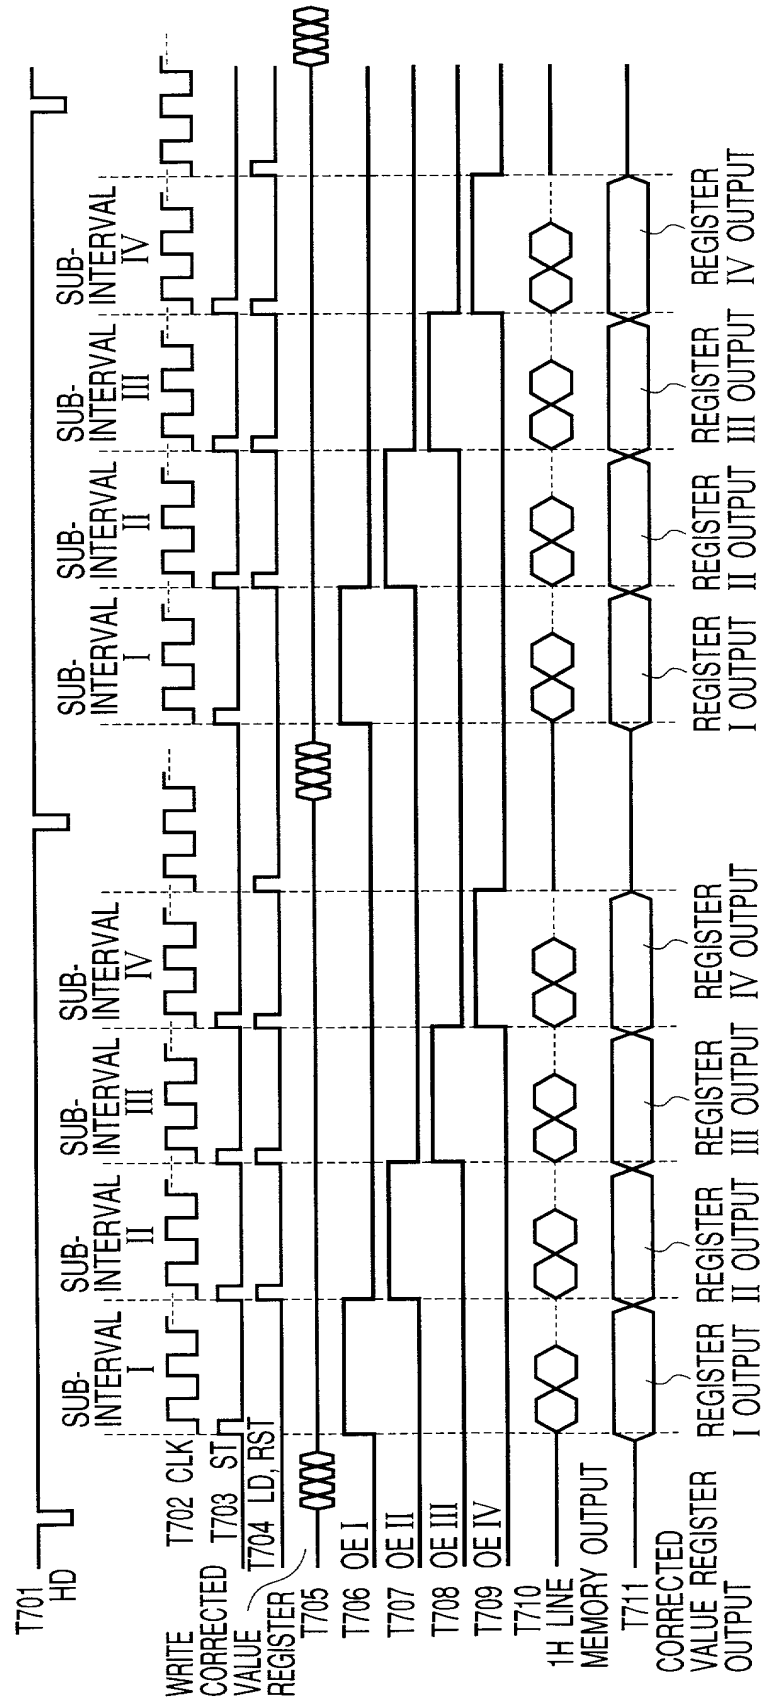 T701
HD
SUB-
INTERVAL
I
SUB-
INTERVAL
II
SUB-
INTERVAL
III
SUB-
INTERVAL
IV
SUB-
INTERVAL
I
SUB-
INTERVAL
II
SUB-
INTERVAL
III
SUB-
INTERVAL
IV
T702 CLK
T703 ST
T704 LD, RST
WRITE
CORRECTED
VALUE
REGISTER
T705
T706 OE I
T707 OE II
T708 OE III
T709 OE IV
T710
1H LINE
MEMORY OUTPUT
T711
CORRECTED
VALUE REGISTER
OUTPUT
REGISTER
I OUTPUT
REGISTER
II OUTPUT
REGISTER
III OUTPUT
REGISTER
IV OUTPUT
REGISTER
I OUTPUT
REGISTER
II OUTPUT
REGISTER
III OUTPUT
REGISTER
IV OUTPUT